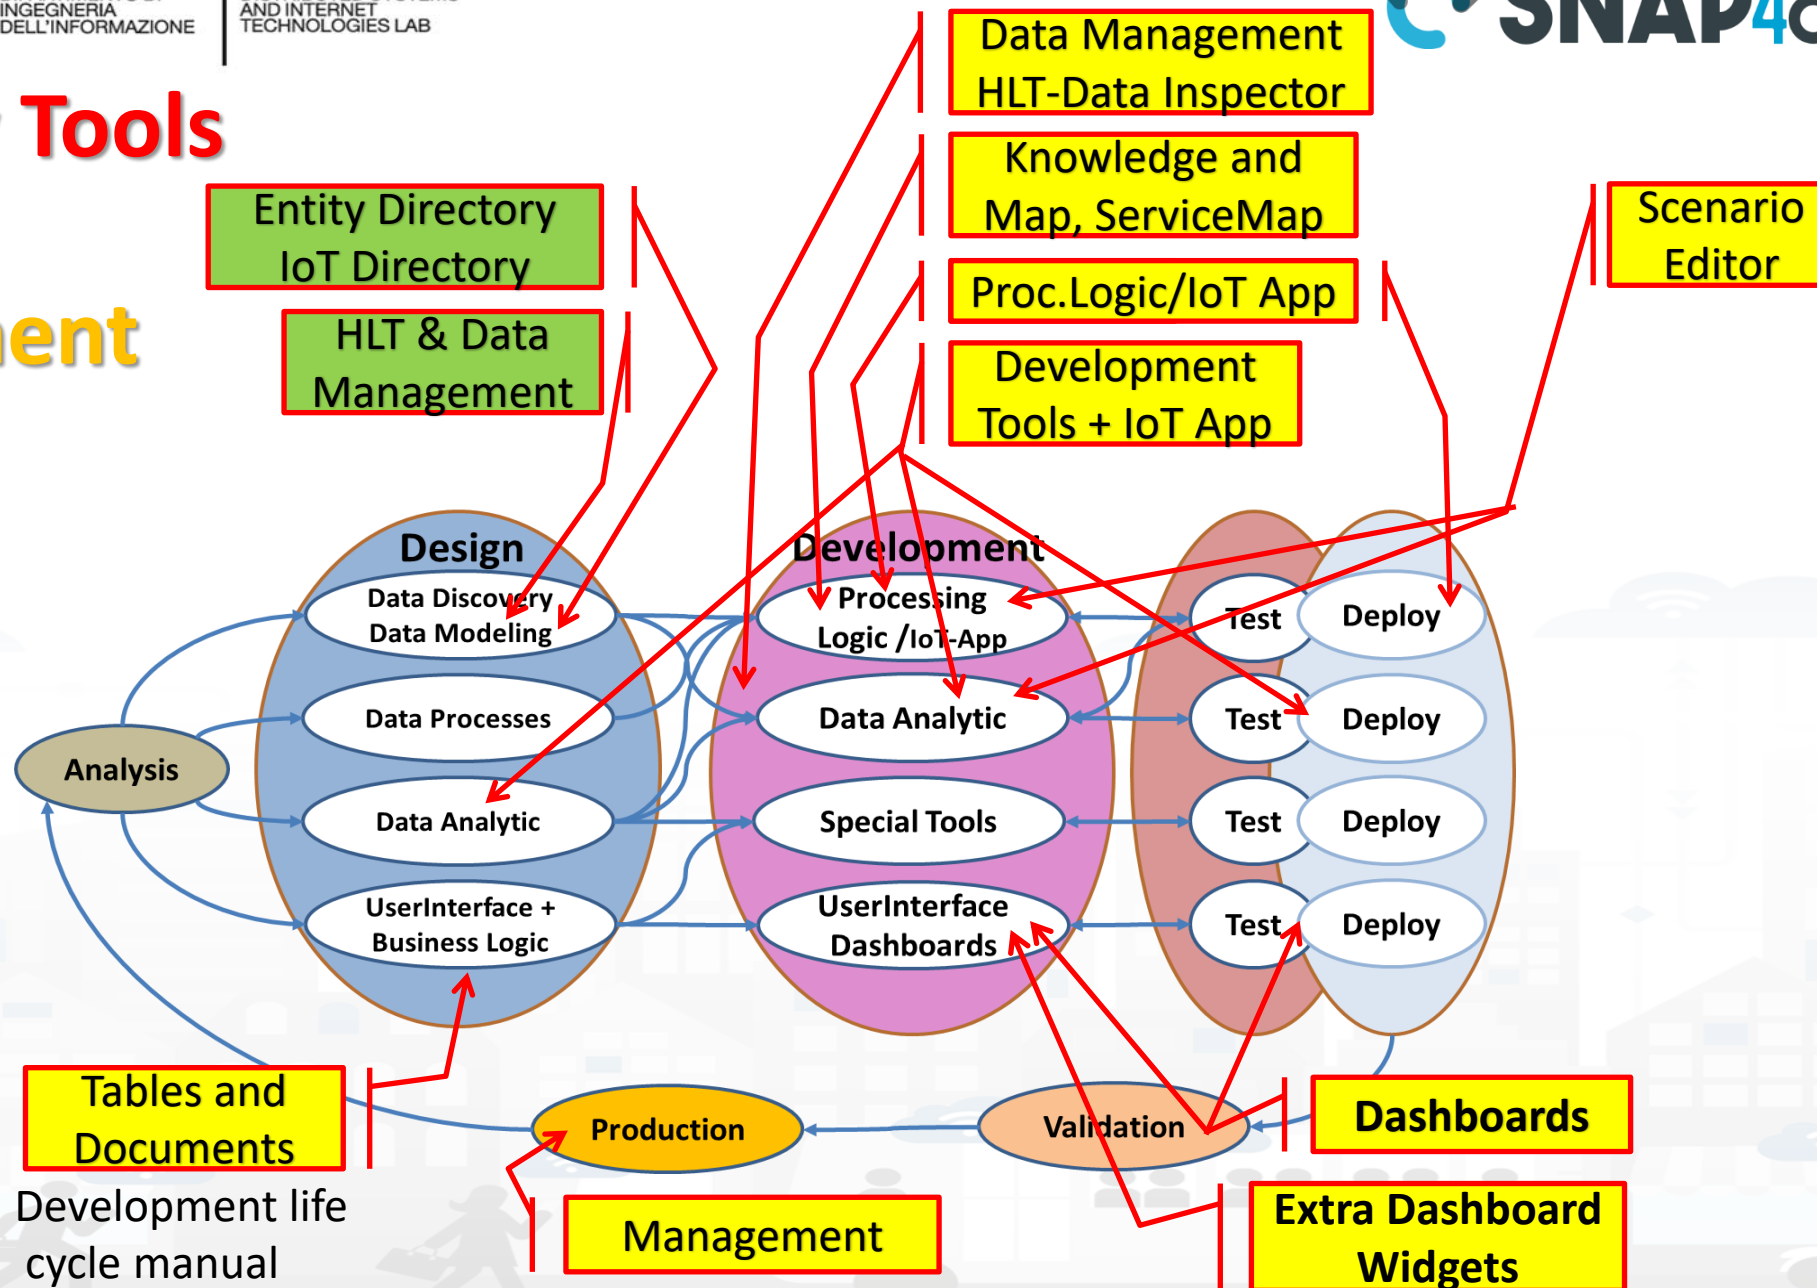 INGEGNERIA
DELL'INFORMAZIONE
AND INTERNET
TECHNOLOGIES LAB
SNAP4
Tools
Data Management
HLT-Data Inspector
Knowledge and
Map, ServiceMap
Entity Directory
IoT Directory
Scenario
Editor
Proc.Logic/IoT App
HLT & Data
Management
Development
Tools + IoT App
Design
Development
Data Discovery
Data Modeling
Processing
Logic /IoT-App
Test
Deploy
Data Processes
Data Analytic
Test
Deploy
Analysis
Data Analytic
Special Tools
Test
Deploy
UserInterface +
Business Logic
UserInterface
Dashboards
Test
Deploy
Tables and
Documents
Production
Validation
Dashboards
Development life
cycle manual
Management
Extra Dashboard
Widgets